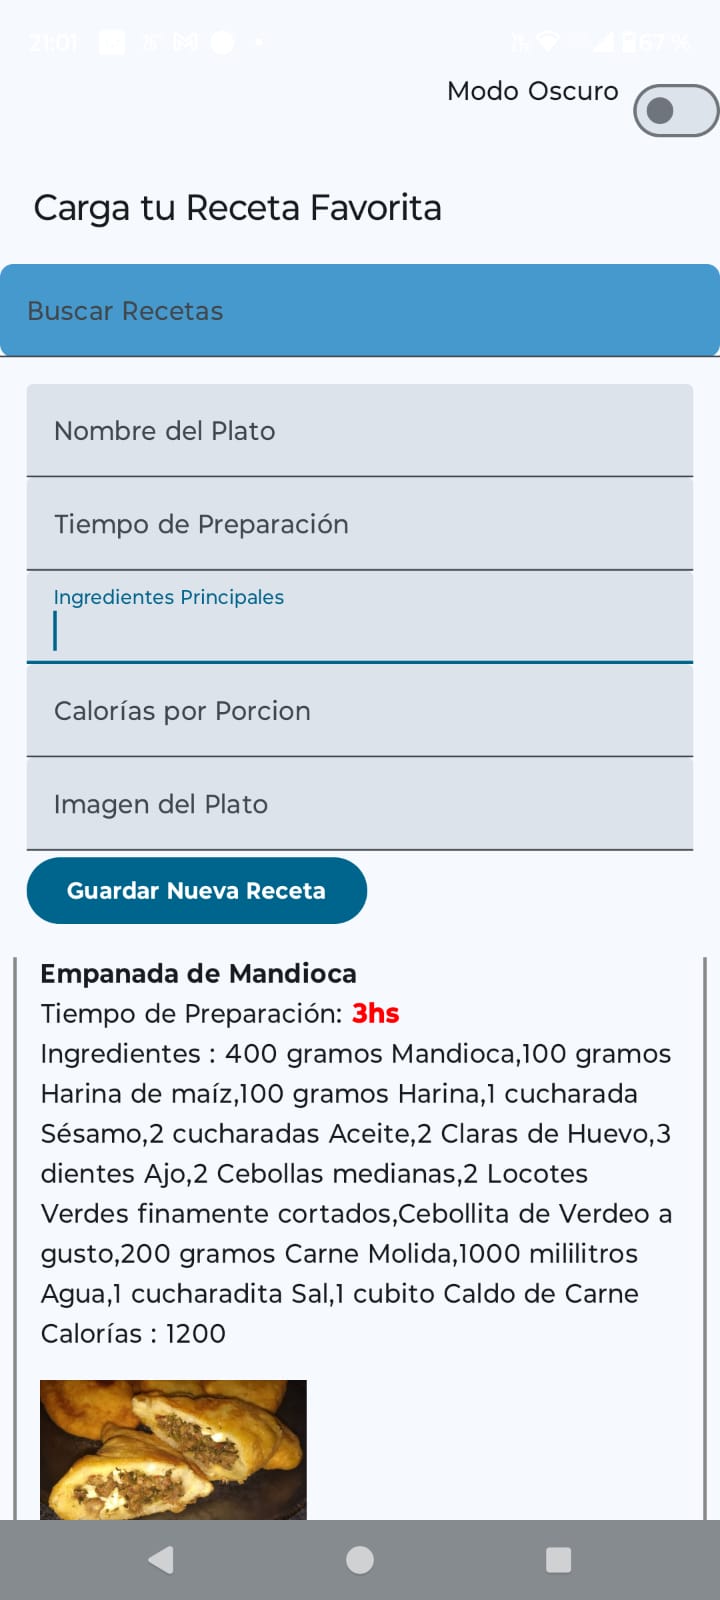 21:01
67 %
Modo Oscuro
Carga tu Receta Favorita
Buscar Recetas
Nombre del Plato
Tiempo de Preparación
Ingredientes Principales
Calorías por Porcion
Imagen del Plato
Guardar Nueva Receta
Empanada de Mandioca
Tiempo de Preparación: 3hs
Ingredientes : 400 gramos Mandioca,100 gramos
Harina de maíz,100 gramos Harina,1 cucharada
Sésamo,2 cucharadas Aceite,2 Claras de Huevo,3
dientes Ajo,2 Cebollas medianas,2 Locotes
Verdes finamente cortados,Cebollita de Verdeo a
gusto,200 gramos Carne Molida,1000 mililitros
Agua,1 cucharadita Sal,1 cubito Caldo de Carne
Calorías : 1200